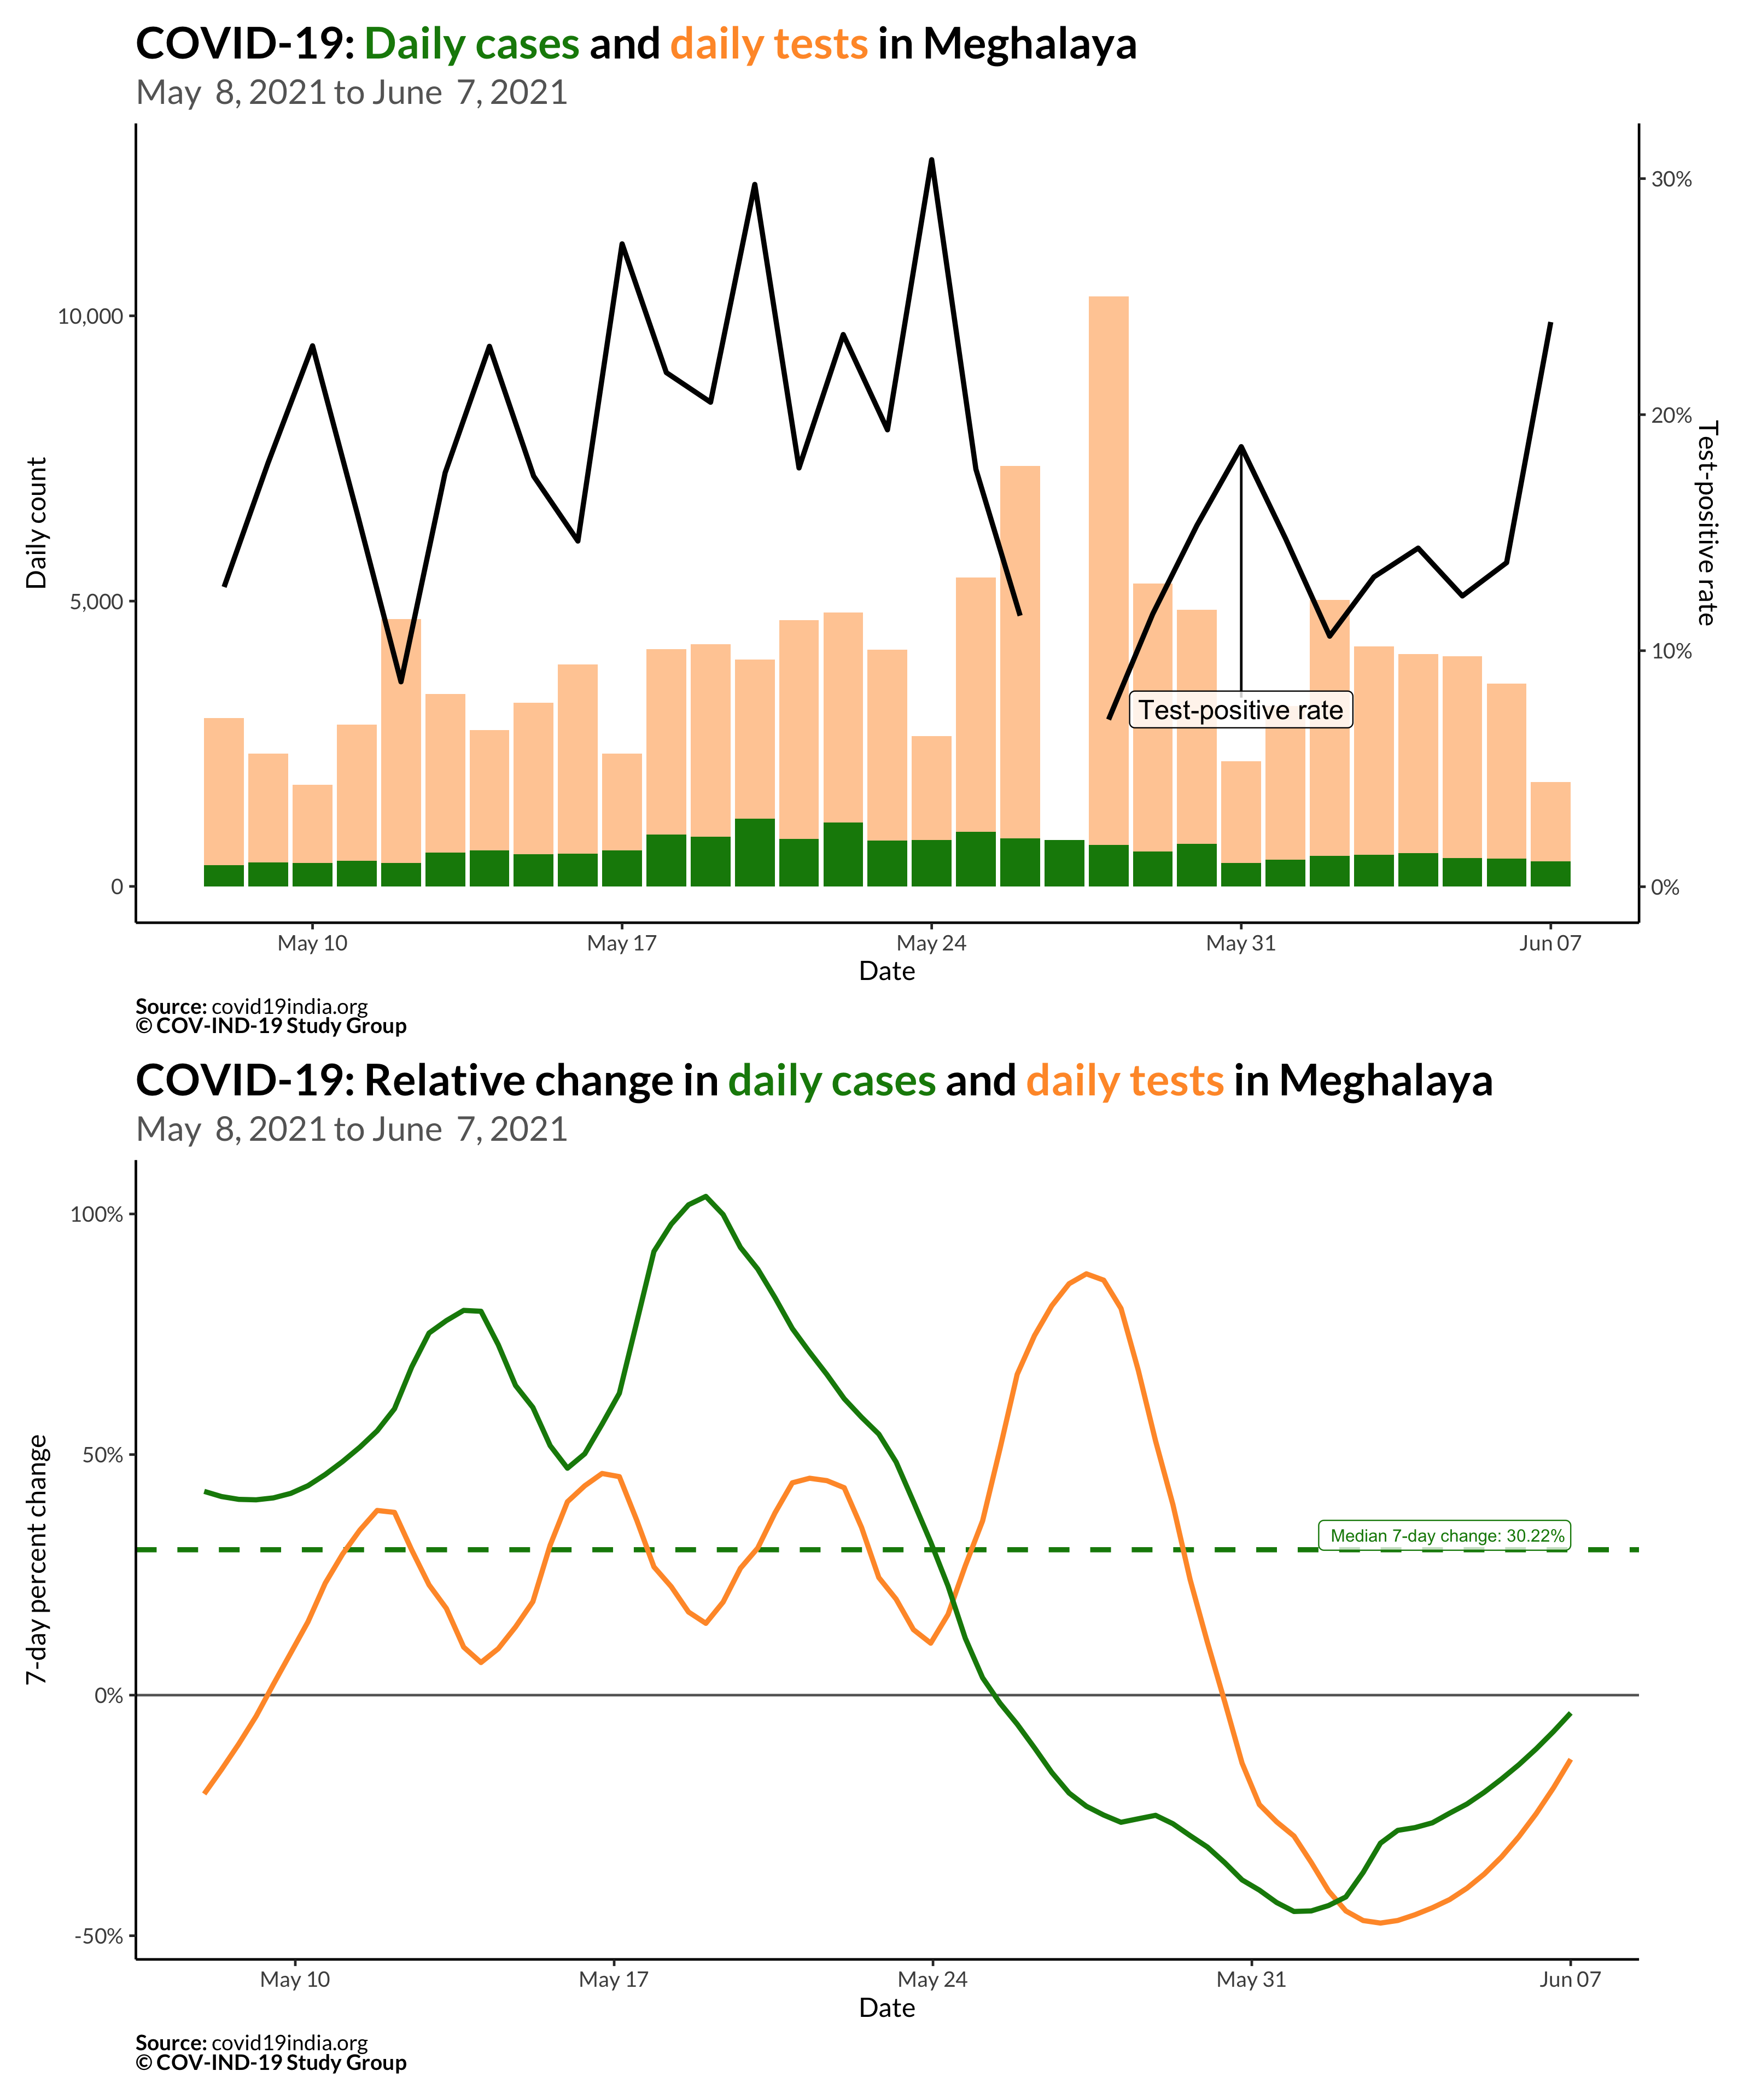 COVID-19: Daily cases and daily tests in Meghalaya
May 8, 2021 to June 7, 2021
Daily count
10,000
5,000
0
30%
20%
10%
0%
Test-positive rate
Test-positive rate
May 10
May 17
May 24
May 31
Jun 07
Date
Source: covid19india.org
© COV-IND-19 Study Group
COVID-19: Relative change in daily cases and daily tests in Meghalaya
May 8, 2021 to June 7, 2021
7-day percent change
100%
50%
0%
-50%
Median 7-day change: 30.22%
May 10
May 17
May 24
May 31
Jun 07
Date
Source: covid19india.org
© COV-IND-19 Study Group